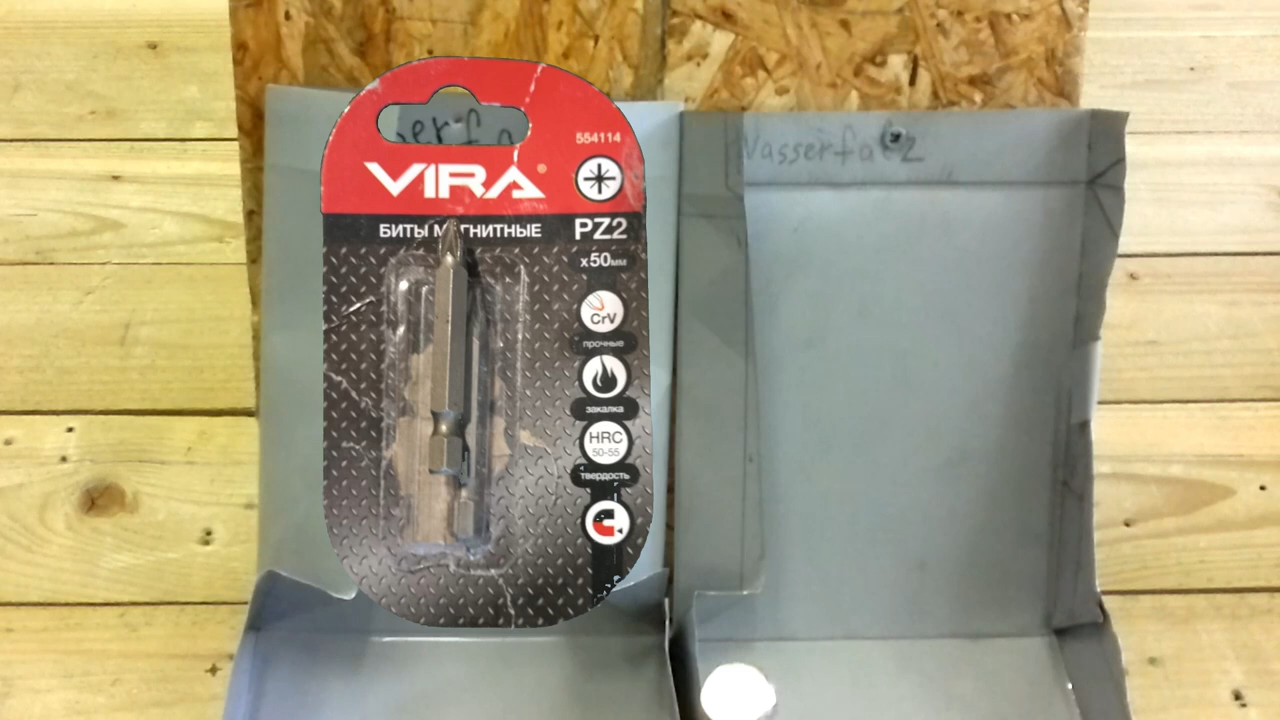 554114
VIRA®
БИТЫ МАГНИТНЫЕ
PZ2
x50мм
CrV
прочные
закалка
HRC
50-55
твердость
Wasserfalz